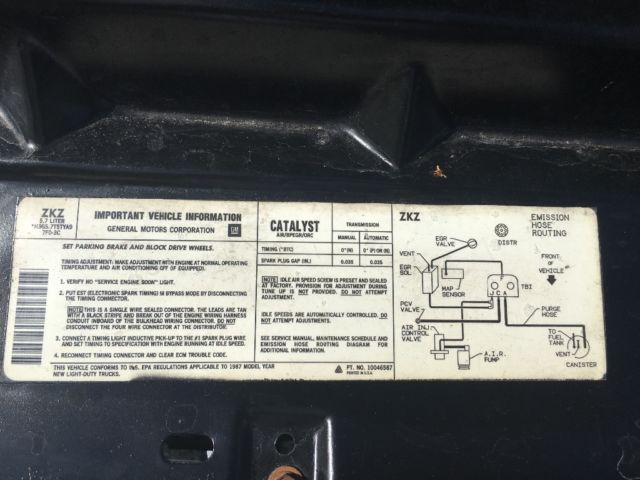 ZKZ
5.7 LITER
7FO-3C
IMPORTANT VEHICLE INFORMATION
GENERAL MOTORS CORPORATION
GM
SET PARKING BRAKE AND BLOCK DRIVE WHEELS.
TIMING ADJUSTMENT: MAKE ADJUSTMENT WITH ENGINE AT NORMAL OPERATING
TEMPERATURE AND AIR CONDITIONING OFF (IF EQUIPPED).
1. VERIFY NO "SERVICE ENGINE SOON" LIGHT.
2. PUT EST (ELECTRONIC SPARK TIMING) IN BYPASS MODE BY DISCONNECTING
THE TIMING CONNECTOR.
NOTE THIS IS A SINGLE WIRE SEALED CONNECTOR. THE LEADS ARE TAN
WITH A BLACK STRIPE AND BREAK OUT OF THE ENGINE WIRING HARNESS
CONDUIT INBOARD OF THE BULKHEAD WIRING CONNECTOR. DO NOT
DISCONNECT THE FOUR WIRE CONNECTOR AT THE DISTRIBUTOR.
3. CONNECT A TIMING LIGHT INDUCTIVE PICK-UP TO THE #1 SPARK PLUG WIRE
AND SET TIMING TO SPECIFICATION WITH ENGINE RUNNING AT IDLE SPEED.
4. RECONNECT TIMING CONNECTOR AND CLEAR ECM TROUBLE CODE.
THIS VEHICLE CONFORMS TO U.S. EPA REGULATIONS APPLICABLE TO 1987 MODEL YEAR
NEW LIGHT-DUTY TRUCKS.
CATALYST
AIR/BPEGR/ORC
TRANSMISSION
MANUAL AUTOMATIC
TIMING (°BTC) 0°(N) 0° (P) OR (N)
SPARK PLUG GAP (IN.) 0.035 0.035
NOTE IDLE AIR SPEED SCREW IS PRESET AND SEALED
AT FACTORY. PROVISION FOR ADJUSTMENT DURING
TUNE UP IS NOT PROVIDED. DO NOT ATTEMPT
ADJUSTMENT.
IDLE SPEEDS ARE AUTOMATICALLY CONTROLLED, DO
NOT ATTEMPT ADJUSTMENTS.
SEE SERVICE MANUAL, MAINTENANCE SCHEDULE AND
EMISSION HOSE ROUTING DIAGRAM FOR
ADDITIONAL INFORMATION.
PT. NO. 10046587
PRINTED IN U.S.A.
ZKZ
EMISSION
HOSE
ROUTING
EGR
VALVE
DISTR
VENT
EGR
SOL
MAP
SENSOR
TBI
J C A
FRONT
OF
VEHICLE
PCV
VALVE
PURGE
HOSE
AIR INJ
CONTROL
VALVE
A.I.R.
PUMP
TO
FUEL
TANK
VENT
CANISTER